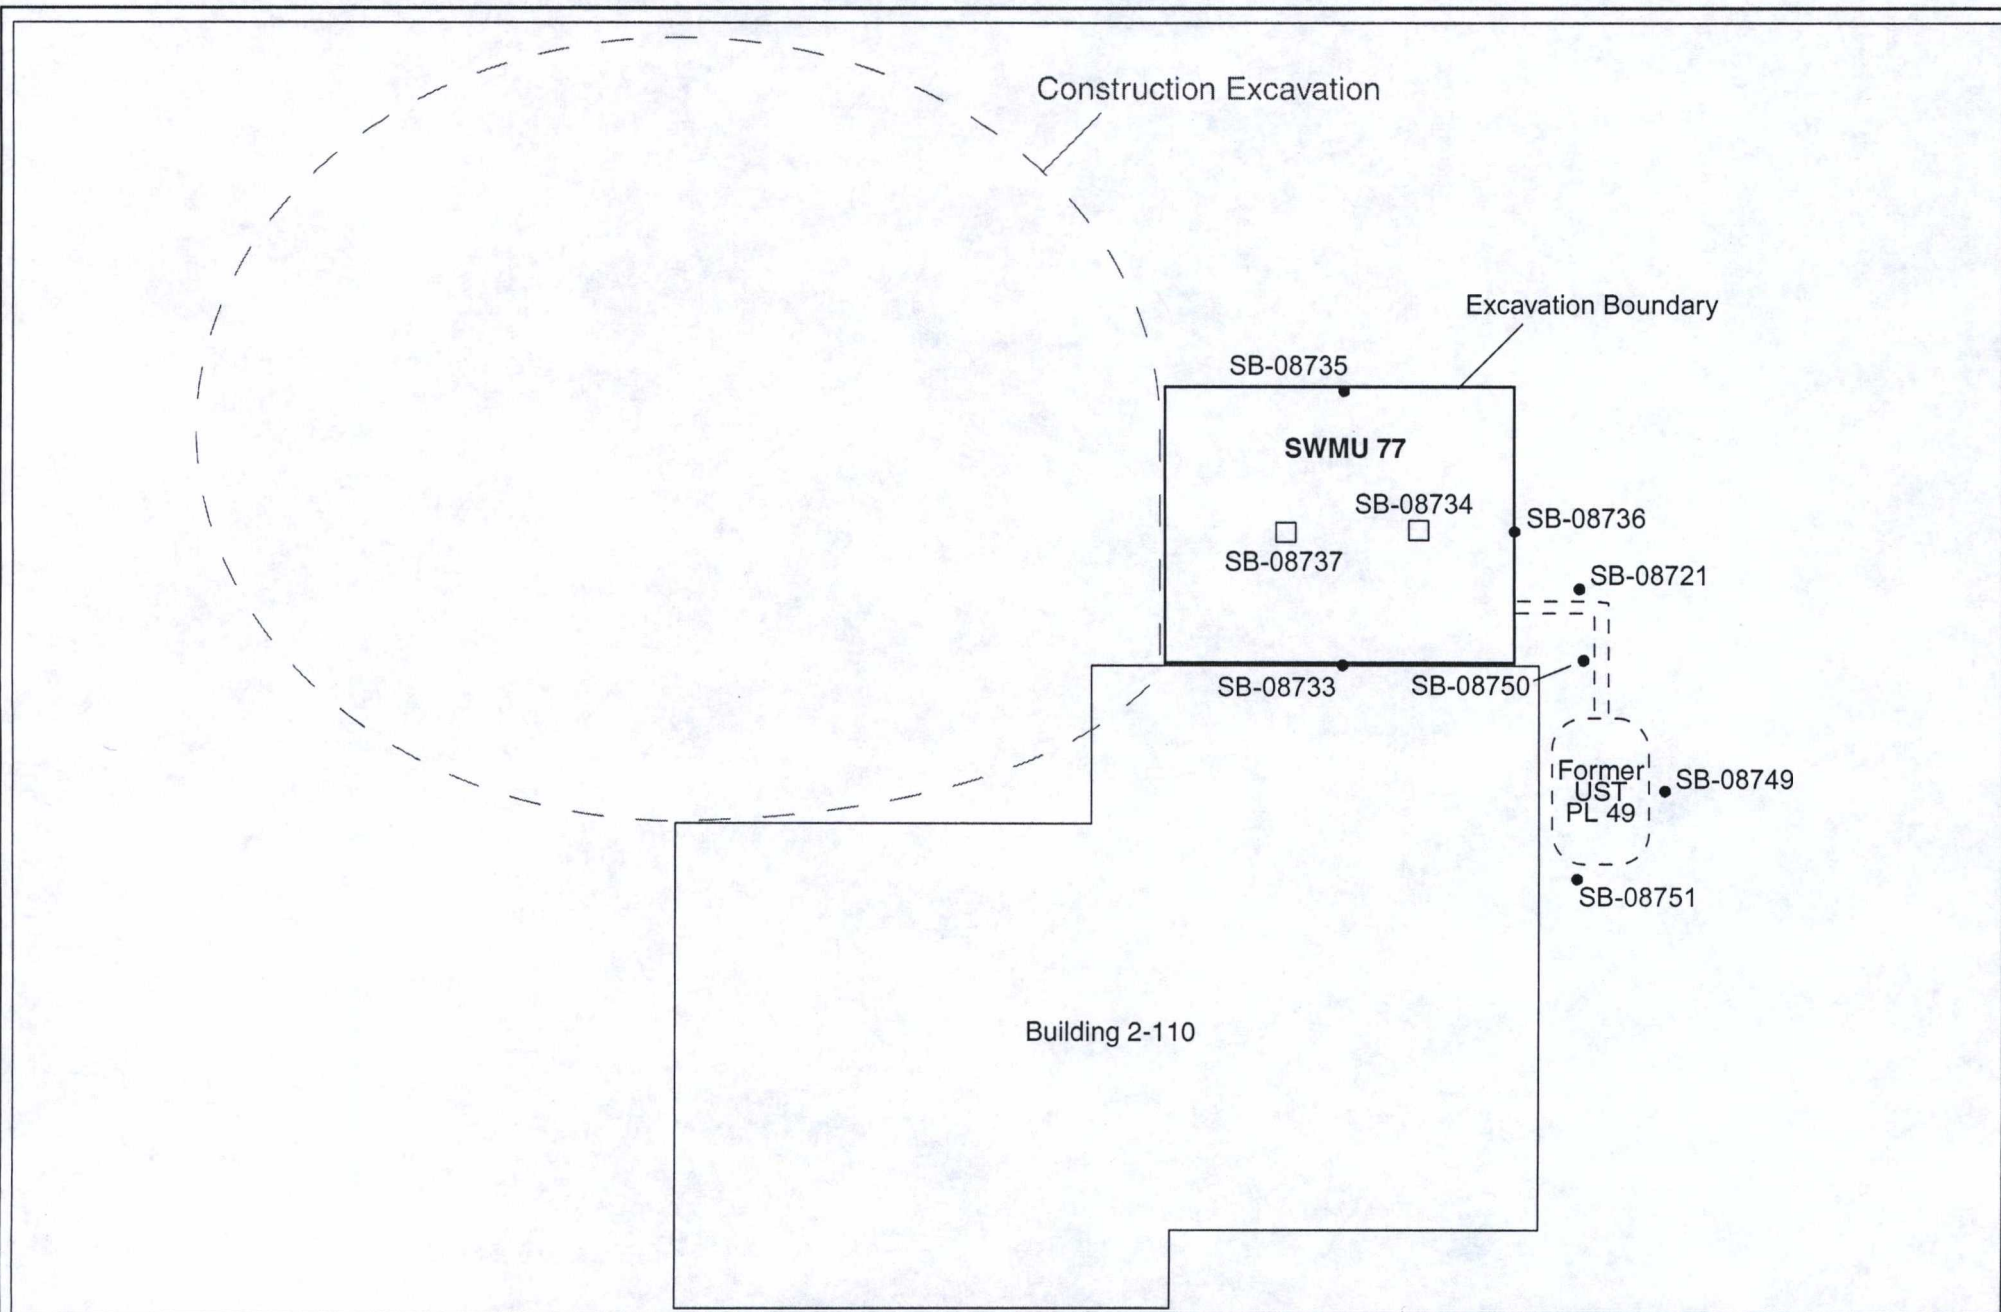 Construction Excavation
Excavation Boundary
SB-08735
SWMU 77
SB-08734
SB-08736
SB-08737
SB-08721
SB-08733
SB-08750
Former
UST
PL 49
SB-08749
SB-08751
Building 2-110